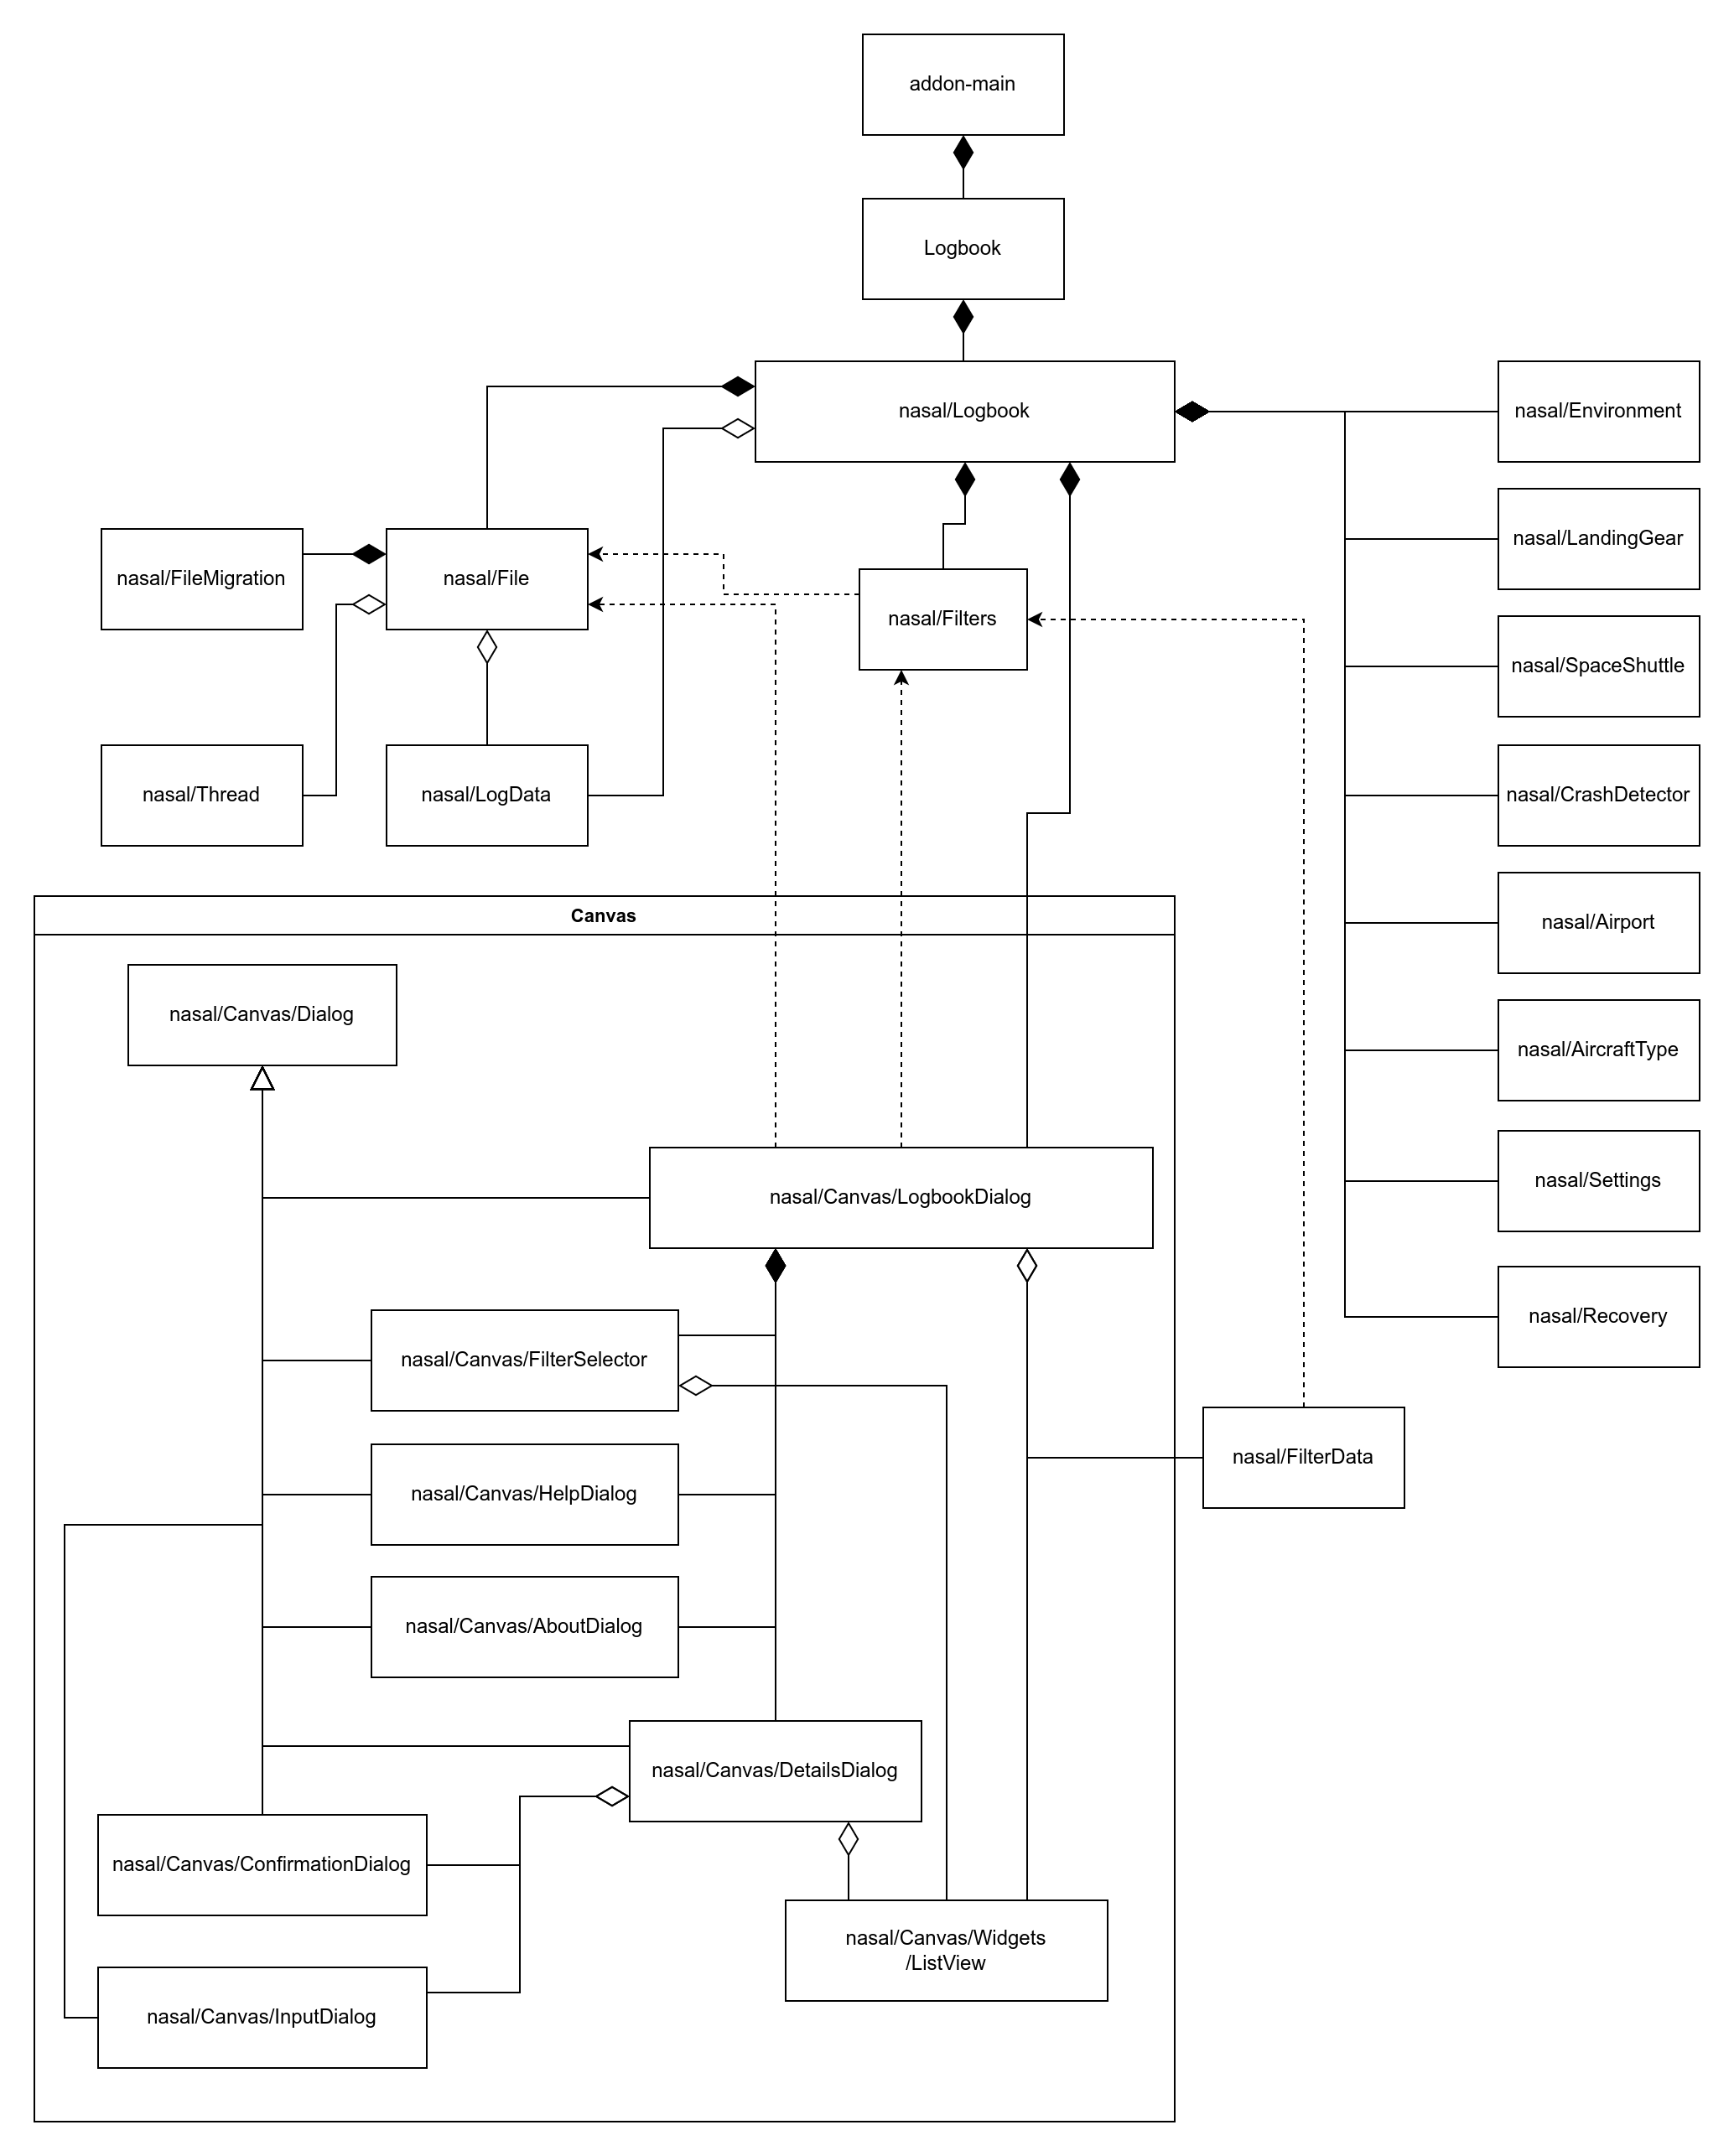 addon-main
Logbook
nasal/Logbook
nasal/Environment
nasal/LandingGear
nasal/FileMigration
nasal/File
nasal/Filters
nasal/SpaceShuttle
nasal/Thread
nasal/LogData
nasal/CrashDetector
Canvas
nasal/Airport
nasal/Canvas/Dialog
nasal/AircraftType
nasal/Canvas/LogbookDialog
nasal/Settings
nasal/Recovery
nasal/Canvas/FilterSelector
nasal/FilterData
nasal/Canvas/HelpDialog
nasal/Canvas/AboutDialog
nasal/Canvas/DetailsDialog
nasal/Canvas/ConfirmationDialog
nasal/Canvas/Widgets
/ListView
nasal/Canvas/InputDialog